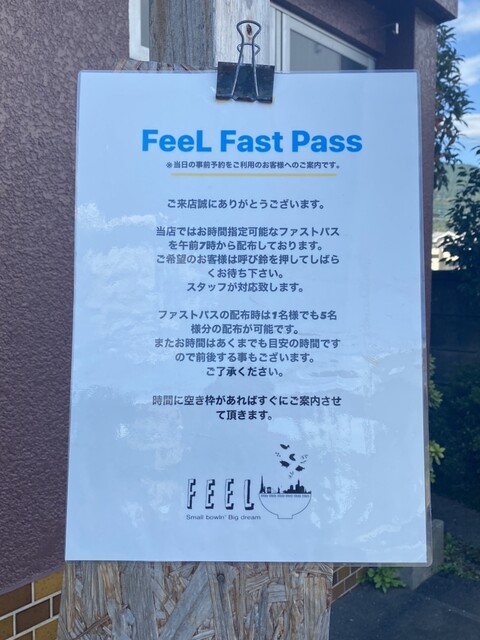 FeeL Fast Pass
※当日の事前予約をご利用のお客様へのご案内です。
ご来店誠にありがとうございます。
当店ではお時間指定可能なファストパス
を午前7時から配布しております。
ご希望のお客様は呼び鈴を押してしばら
くお待ち下さい。
スタッフが対応致します。
ファストパスの配布時は1名様でも5名
様分の配布が可能です。
またお時間はあくまでも目安の時間です
ので前後する事もございます。
ご了承ください。
時間に空き枠があればすぐにご案内させ
て頂きます。
FEEL
Small bowlin' Big dream